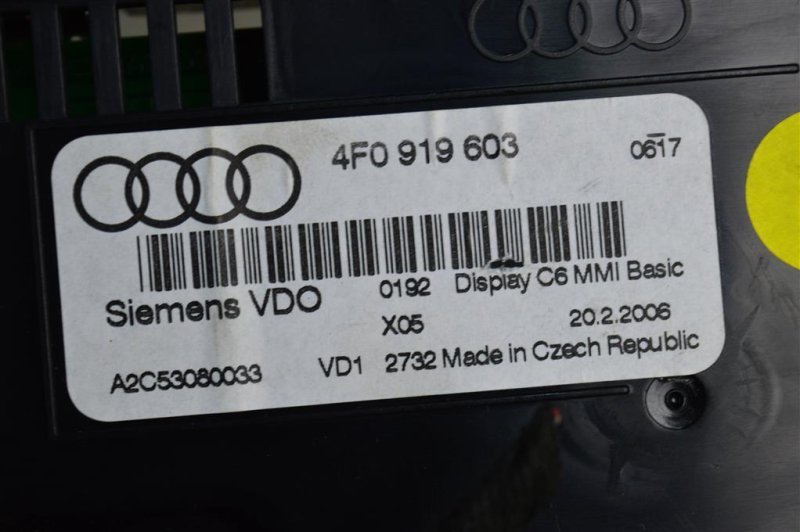 4F0 919 603 0617
Siemens VDO 0192 Display C6 MMI Basic
X05 20.2.2006
A2C53080033 VD1 2732 Made in Czech Republic